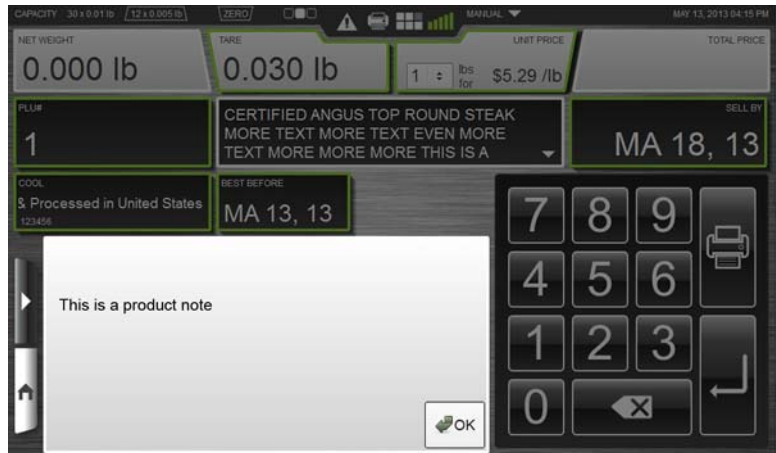 CAPACITY 30 x 0.01 lb 12 x 0.005 lb ZERO MANUAL MAY 13, 2013 04:15 PM
NET WEIGHT
0.000 lb
TARE
0.030 lb
UNIT PRICE
1 lbs for $5.29 /lb
TOTAL PRICE
PLU#
1
CERTIFIED ANGUS TOP ROUND STEAK
MORE TEXT MORE TEXT EVEN MORE
TEXT MORE MORE MORE THIS IS A
SELL BY
MA 18, 13
COOL
& Processed in United States
123456
BEST BEFORE
MA 13, 13
This is a product note
OK
7 8 9
4 5 6
1 2 3
0